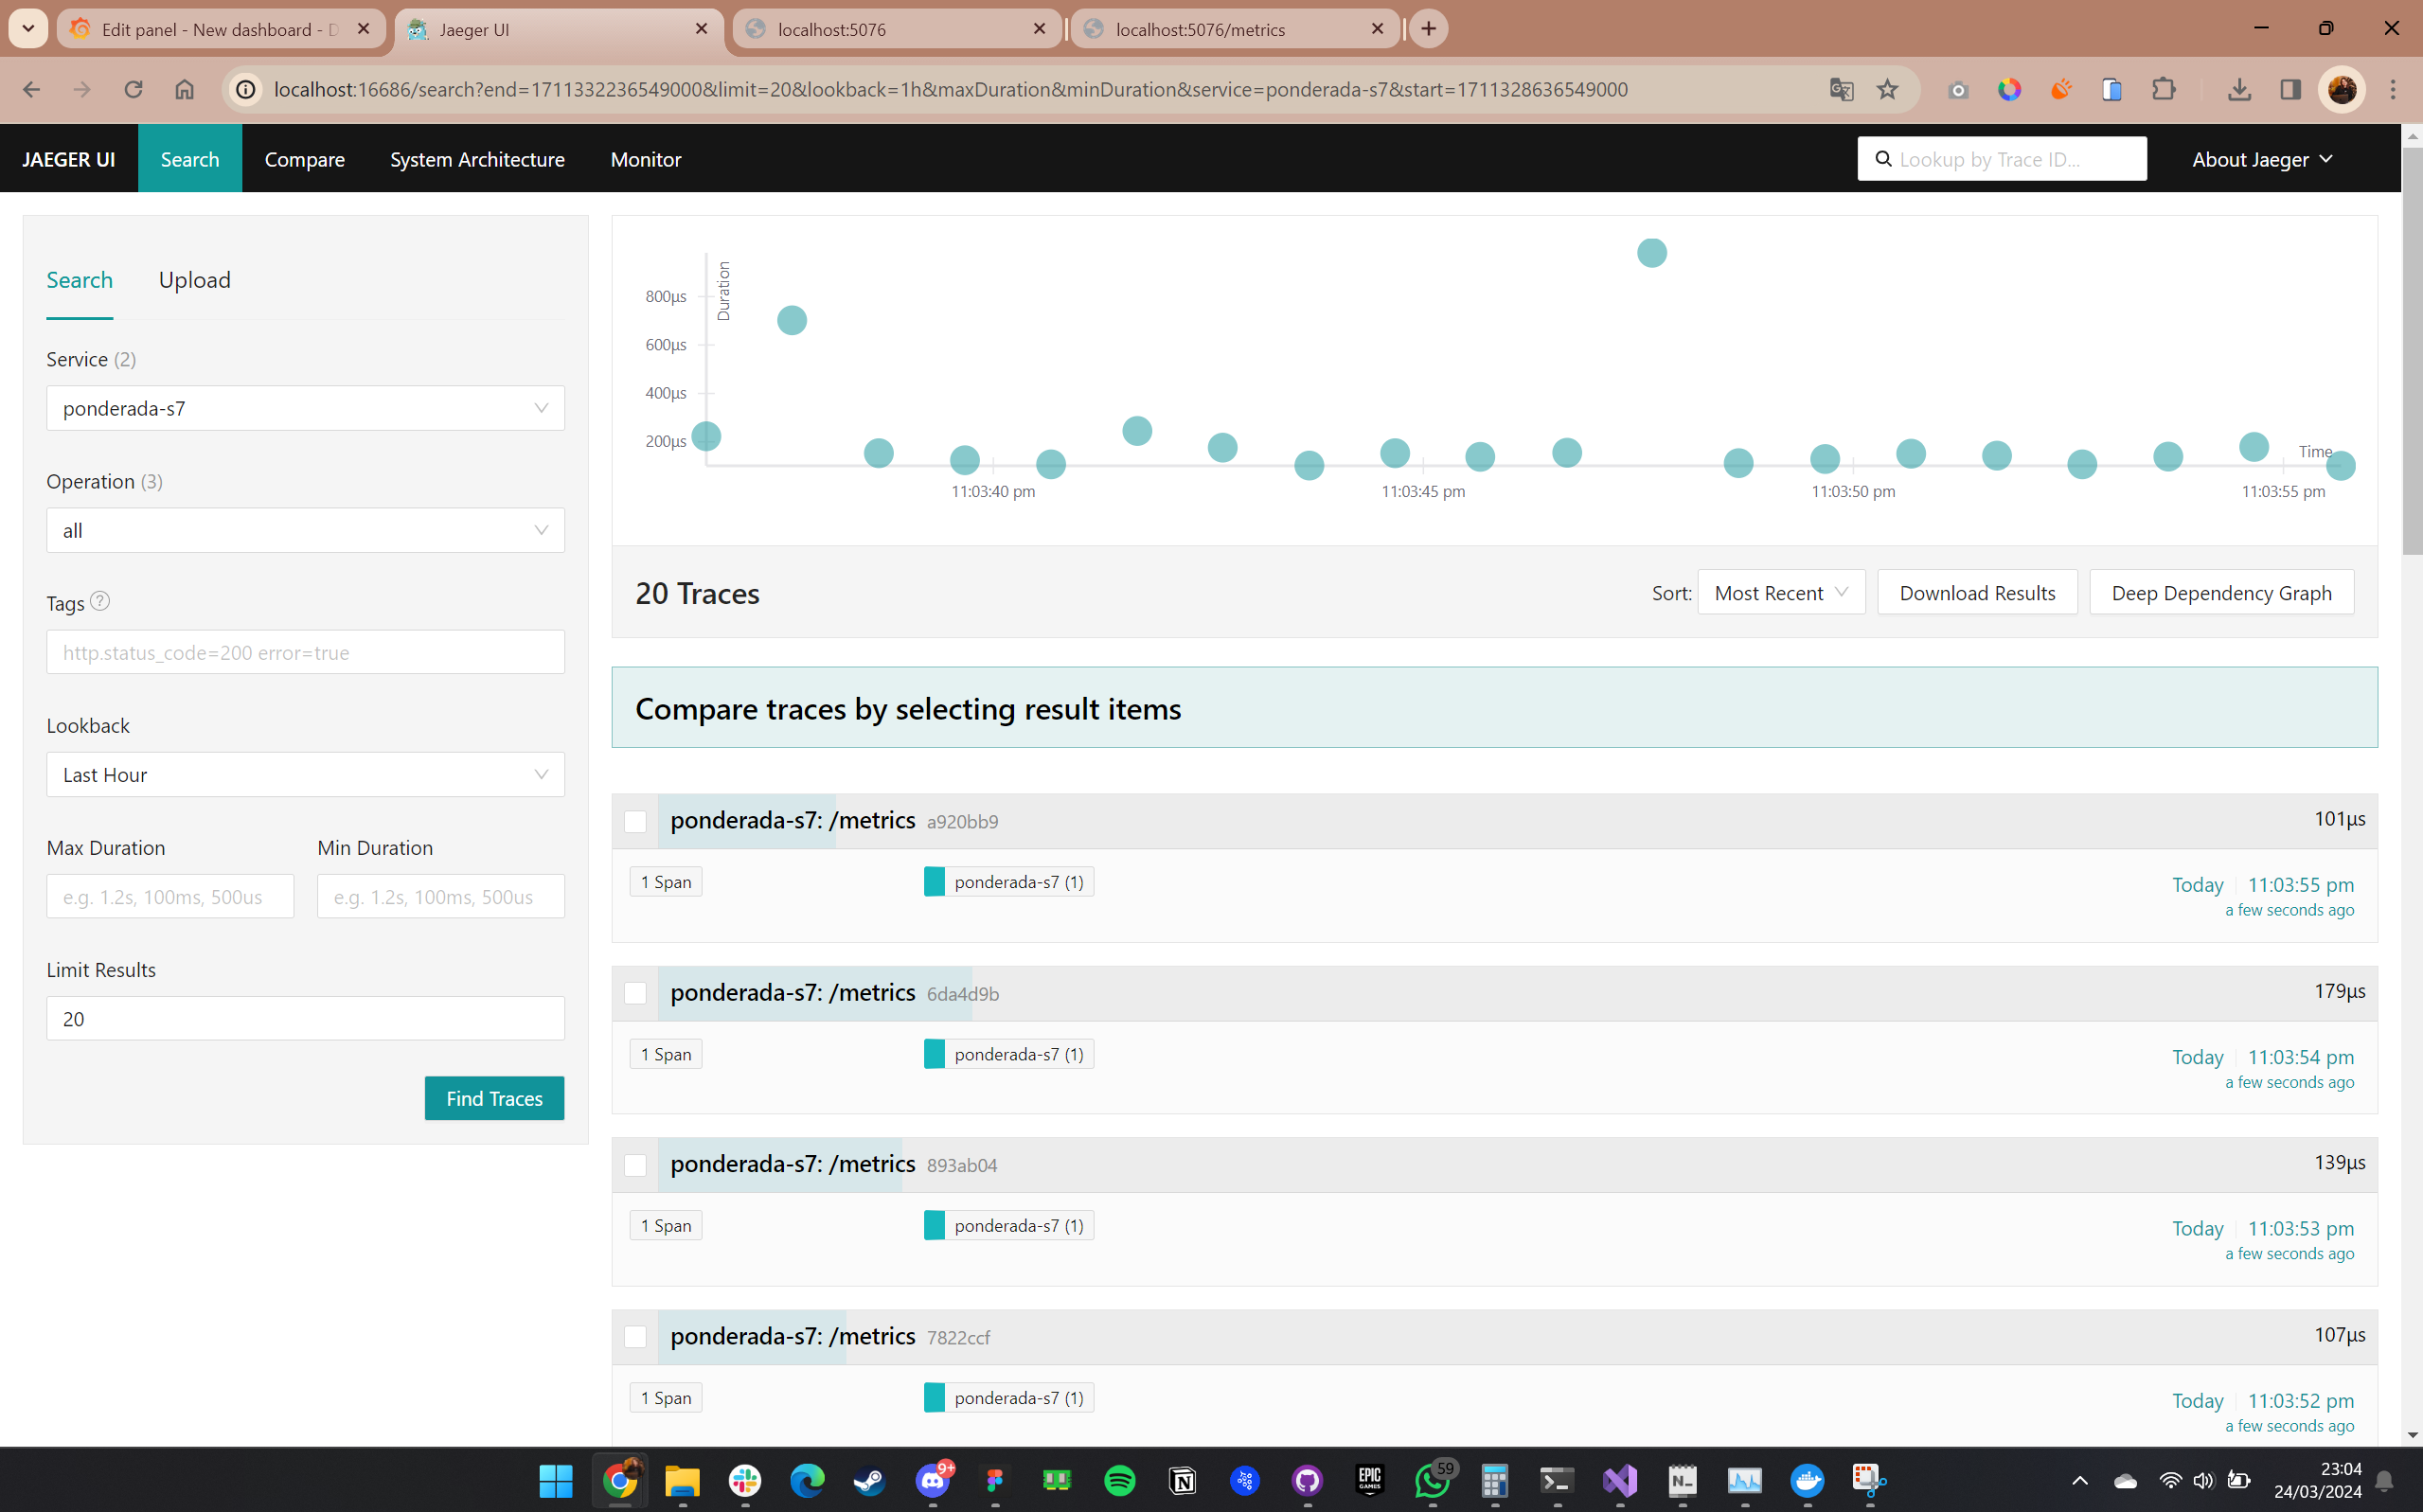 Edit panel - New dashboard - D
Jaeger UI
localhost:5076
localhost:5076/metrics
localhost:16686/search?end=1711332236549000&limit=20&lookback=1h&maxDuration&minDuration&service=ponderada-s7&start=1711328636549000
JAEGER UI
Search
Compare
System Architecture
Monitor
Lookup by Trace ID...
About Jaeger
Search
Upload
Service (2)
ponderada-s7
Operation (3)
all
Tags ?
http.status_code=200 error=true
Lookback
Last Hour
Max Duration
Min Duration
e.g. 1.2s, 100ms, 500us
e.g. 1.2s, 100ms, 500us
Limit Results
20
Find Traces
Duration
800μs
600μs
400μs
200μs
Time
11:03:40 pm
11:03:45 pm
11:03:50 pm
11:03:55 pm
20 Traces
Sort:
Most Recent
Download Results
Deep Dependency Graph
Compare traces by selecting result items
ponderada-s7: /metrics a920bb9
101μs
1 Span
ponderada-s7 (1)
Today 11:03:55 pm
a few seconds ago
ponderada-s7: /metrics 6da4d9b
179μs
1 Span
ponderada-s7 (1)
Today 11:03:54 pm
a few seconds ago
ponderada-s7: /metrics 893ab04
139μs
1 Span
ponderada-s7 (1)
Today 11:03:53 pm
a few seconds ago
ponderada-s7: /metrics 7822ccf
107μs
1 Span
ponderada-s7 (1)
Today 11:03:52 pm
a few seconds ago
9+
EPIC
GAMES
59
N_
23:04
24/03/2024